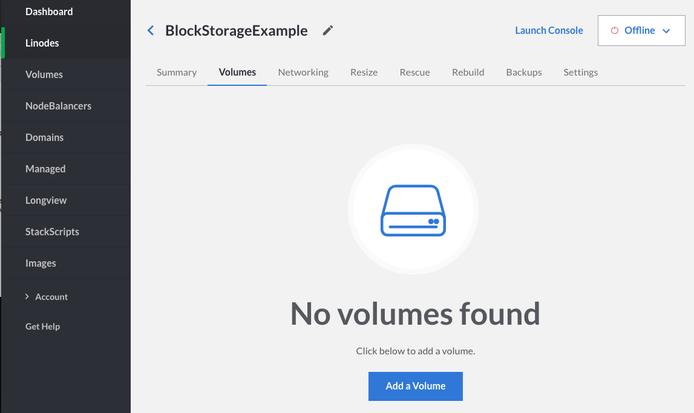 Dashboard
Linodes
Volumes
NodeBalancers
Domains
Managed
Longview
StackScripts
Images
Account
Get Help
BlockStorageExample
Launch Console
Offline
Summary Volumes Networking Resize Rescue Rebuild Backups Settings
No volumes found
Click below to add a volume.
Add a Volume